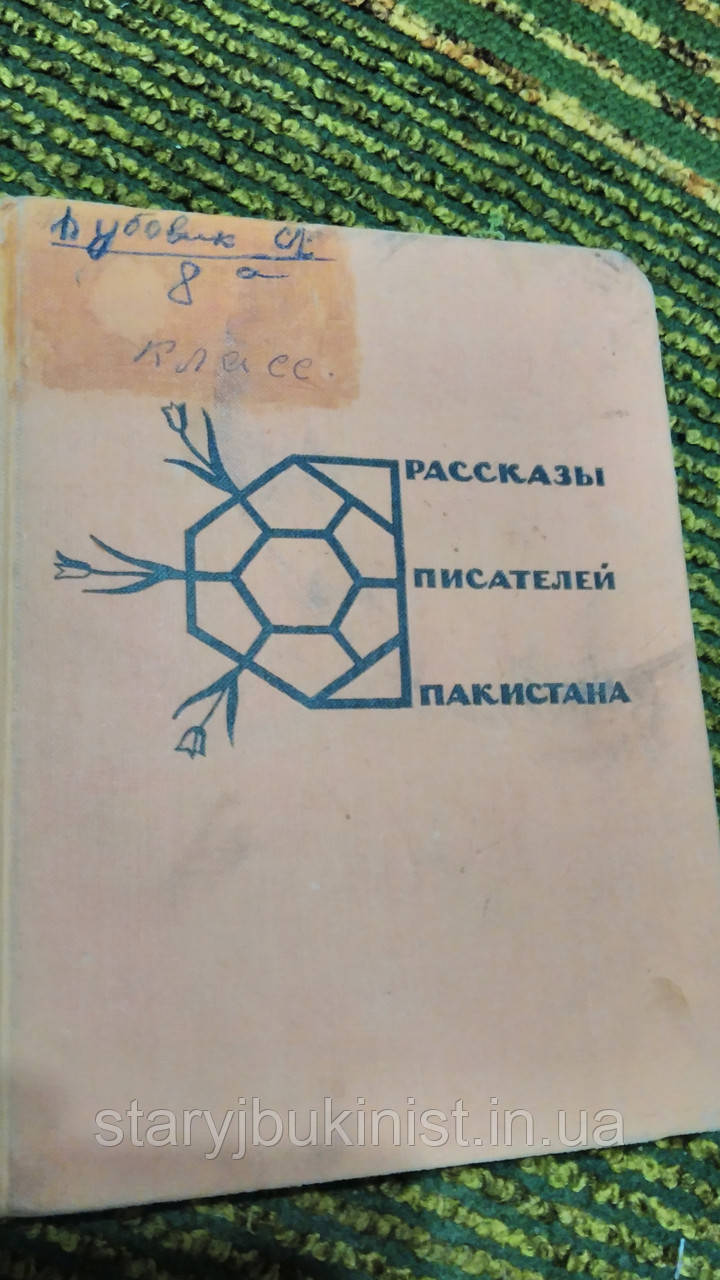 Дубовик С.
8 а
класс.
РАССКАЗЫ
ПИСАТЕЛЕЙ
ПАКИСТАНА
staryjbukinist.in.ua